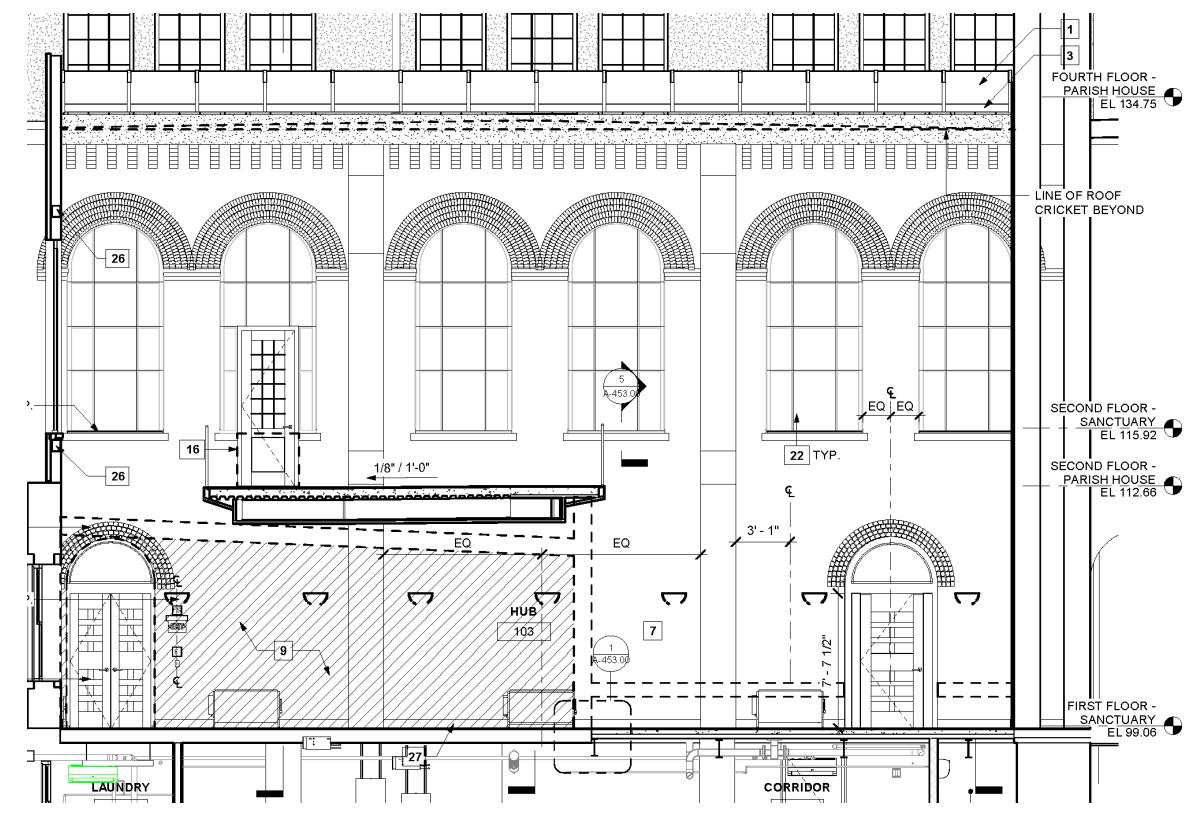 1
3
FOURTH FLOOR -
PARISH HOUSE
EL 134.75
LINE OF ROOF
CRICKET BEYOND
26
5
A-453.00
℄
EQ
EQ
P.
SECOND FLOOR -
SANCTUARY
EL 115.92
16
22 TYP.
26
1/8" / 1'-0"
SECOND FLOOR -
PARISH HOUSE
EL 112.66
℄
3' - 1"
EQ
EQ
℄
P.
HUB
103
7
9
1
A-453.00
7' - 7 1/2"
℄
FIRST FLOOR -
SANCTUARY
EL 99.06
27
LAUNDRY
CORRIDOR